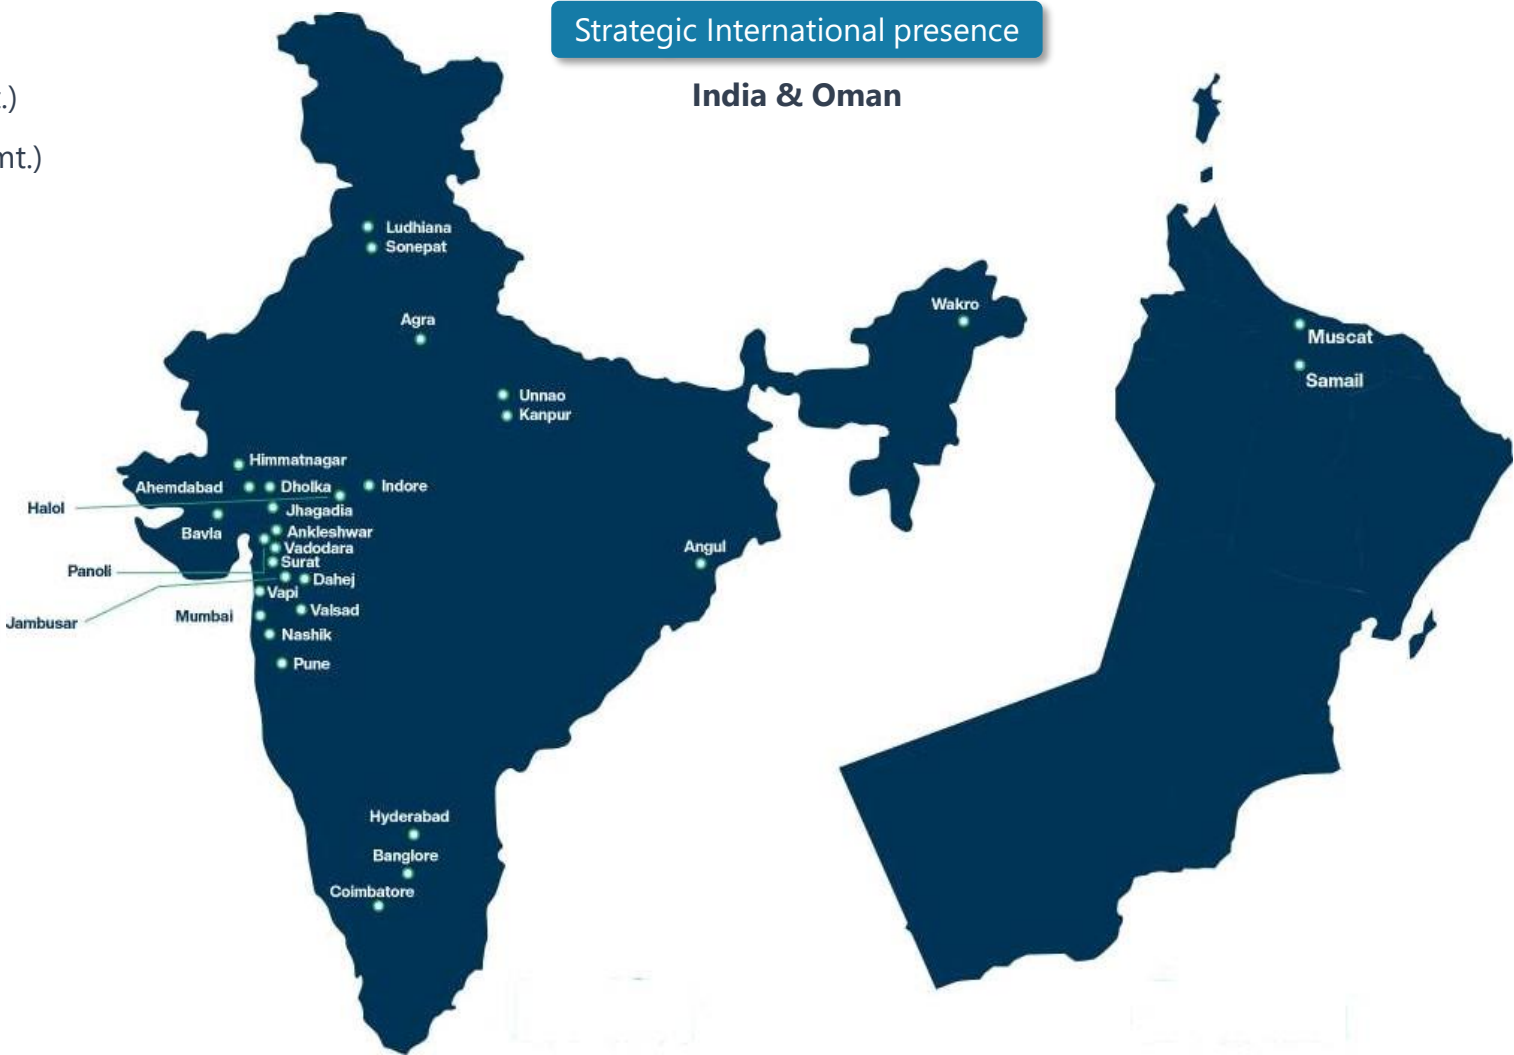 Strategic International presence
India & Oman
.)
mt.)
Ludhiana
Sonepat
Wakro
Agra
Muscat
Samail
Unnao
Kanpur
Himmatnagar
Ahemdabad
Dholka
Indore
Halol
Jhagadia
Bavla
Ankleshwar
Vadodara
Angul
Surat
Panoli
Dahej
Vapi
Valsad
Mumbai
Jambusar
Nashik
Pune
Hyderabad
Banglore
Coimbatore